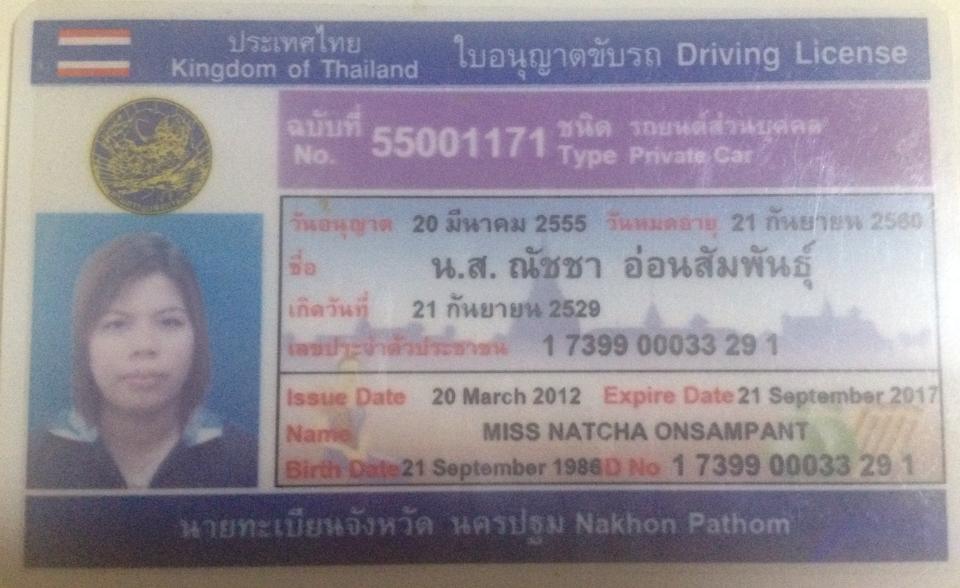 ประเทศไทย
Kingdom of Thailand
ใบอนุญาตขับรถ Driving License
ฉบับที่ 55001171 ชนิด รถยนต์ส่วนบุคคล
No. Type Private Car
วันอนุญาต 20 มีนาคม 2555 วันหมดอายุ 21 กันยายน 2560
ชื่อ น.ส. ณัชชา อ่อนสัมพันธุ์
เกิดวันที่ 21 กันยายน 2529
เลขประจำตัวประชาชน 1 7399 00033 29 1
Issue Date 20 March 2012 Expire Date 21 September 2017
Name MISS NATCHA ONSAMPANT
Birth Date 21 September 1986 ID No 1 7399 00033 29 1
นายทะเบียนจังหวัด นครปฐม Nakhon Pathom